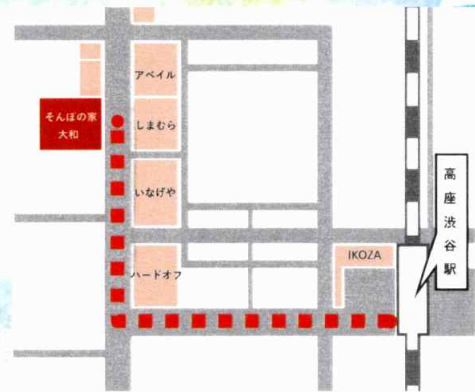 アベイル
そんぽの家
大和
しまむら
いなげや
ハードオフ
IKOZA
高座渋谷駅